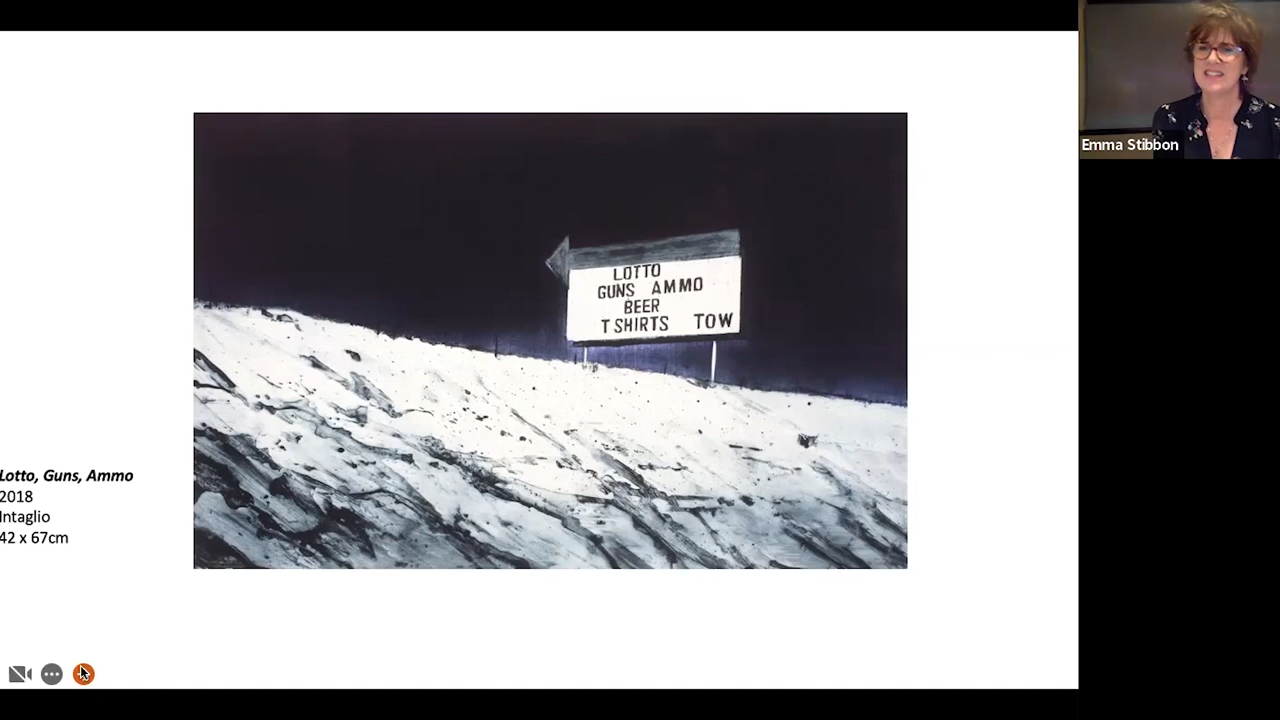 LOTTO
GUNS AMMO
BEER
T SHIRTS TOW
Lotto, Guns, Ammo
2018
Intaglio
42 x 67cm
Emma Stibbon